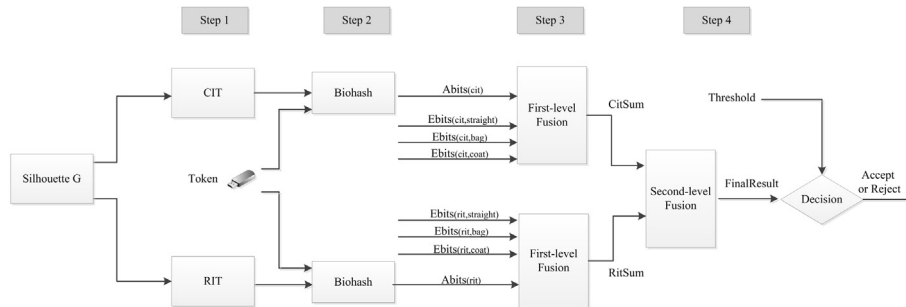 Step 1
Step 2
Step 3
Step 4
CIT
Biohash
Abits(cit)
Ebits(cit,straight)
Ebits(cit,bag)
Ebits(cit,coat)
First-level
Fusion
CitSum
Threshold
Silhouette G
Token
Second-level
Fusion
FinalResult
Decision
Accept
or Reject
Ebits(rit,straight)
Ebits(rit,bag)
Ebits(rit,coat)
Abits(rit)
First-level
Fusion
RitSum
RIT
Biohash